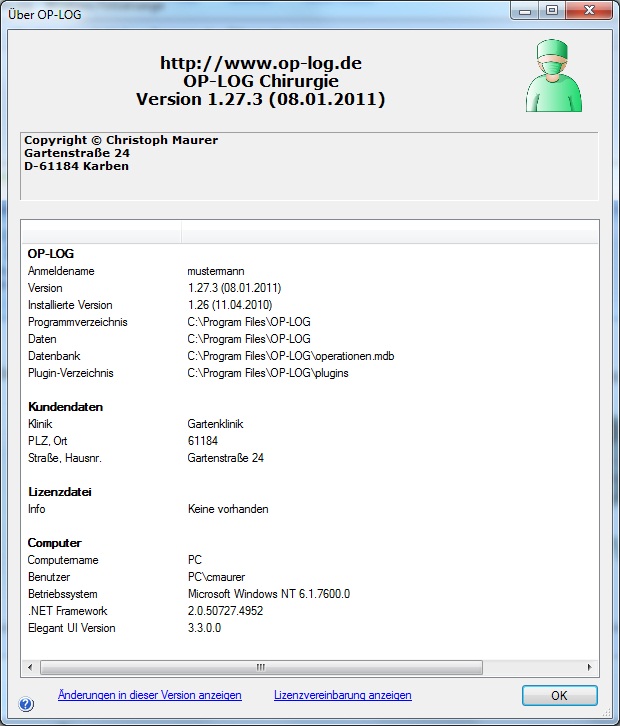 Über OP-LOG
http://www.op-log.de
OP-LOG Chirurgie
Version 1.27.3 (08.01.2011)
Copyright © Christoph Maurer
Gartenstraße 24
D-61184 Karben
OP-LOG
Anmeldename mustermann
Version 1.27.3 (08.01.2011)
Installierte Version 1.26 (11.04.2010)
Programmverzeichnis C:\Program Files\OP-LOG
Daten C:\Program Files\OP-LOG
Datenbank C:\Program Files\OP-LOG\operationen.mdb
Plugin-Verzeichnis C:\Program Files\OP-LOG\plugins
Kundendaten
Klinik Gartenklinik
PLZ, Ort 61184
Straße, Hausnr. Gartenstraße 24
Lizenzdatei
Info Keine vorhanden
Computer
Computername PC
Benutzer PC\cmaurer
Betriebssystem Microsoft Windows NT 6.1.7600.0
.NET Framework 2.0.50727.4952
Elegant UI Version 3.3.0.0
? Änderungen in dieser Version anzeigen Lizenzvereinbarung anzeigen OK